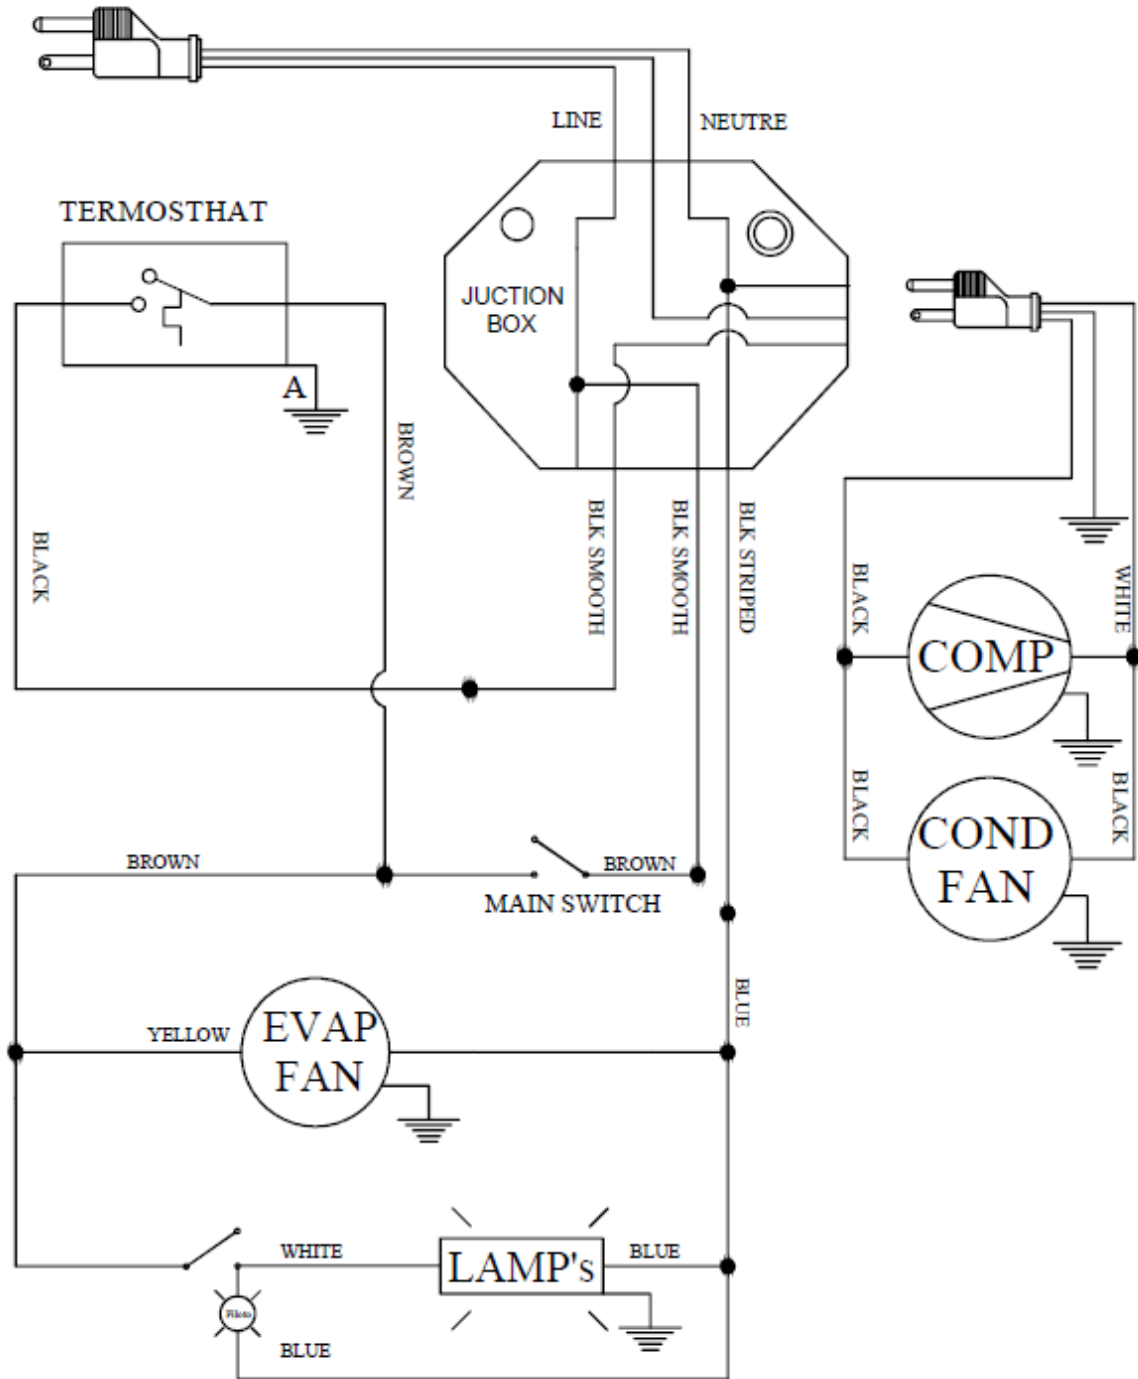 LINE
NEUTRE
TERMOSTHAT
JUCTION
BOX
A
BROWN
BLACK
BLK SMOOTH
BLK SMOOTH
BLK STRIPED
BLACK
WHITE
COMP
BLACK
BLACK
COND
FAN
BROWN
BROWN
MAIN SWITCH
BLUE
YELLOW
EVAP
FAN
WHITE
LAMP's
BLUE
Piloto
BLUE